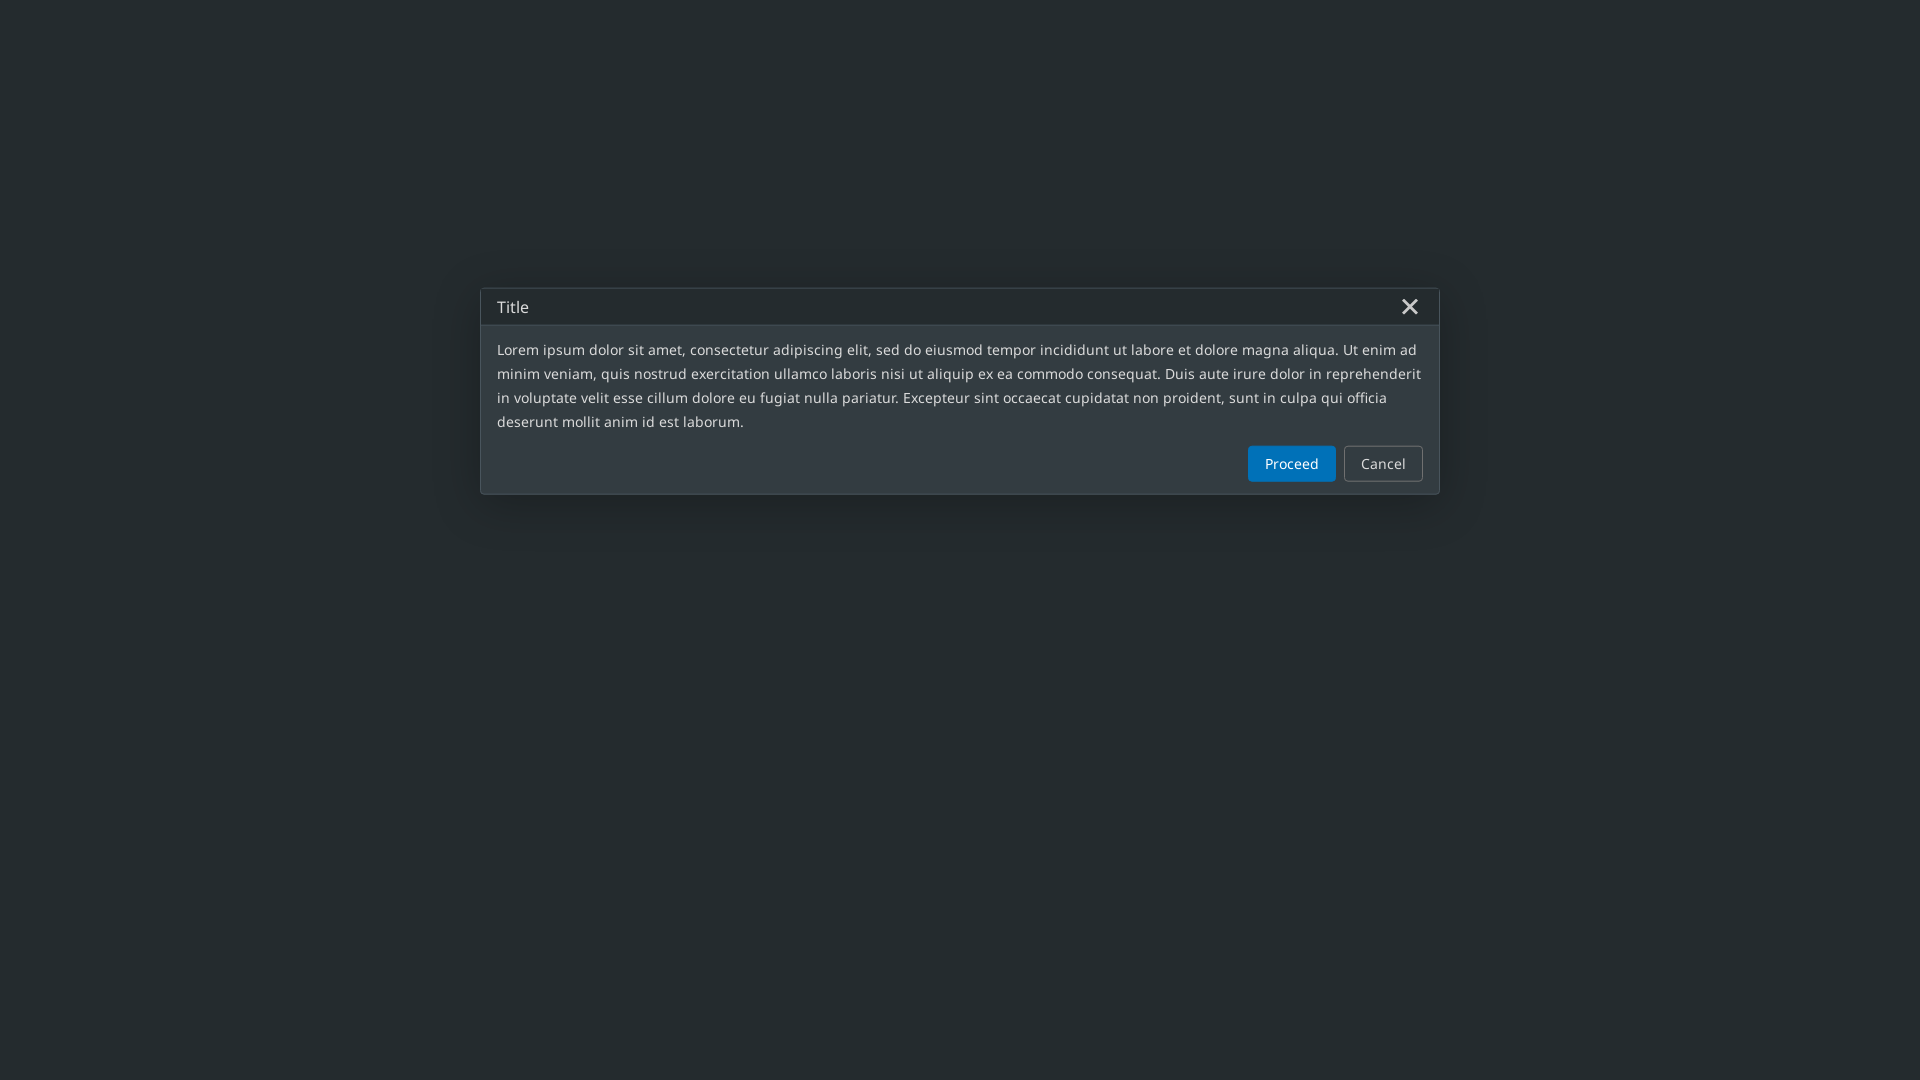 Title
Lorem ipsum dolor sit amet, consectetur adipiscing elit, sed do eiusmod tempor incididunt ut labore et dolore magna aliqua. Ut enim ad
minim veniam, quis nostrud exercitation ullamco laboris nisi ut aliquip ex ea commodo consequat. Duis aute irure dolor in reprehenderit
in voluptate velit esse cillum dolore eu fugiat nulla pariatur. Excepteur sint occaecat cupidatat non proident, sunt in culpa qui officia
deserunt mollit anim id est laborum.
Proceed Cancel